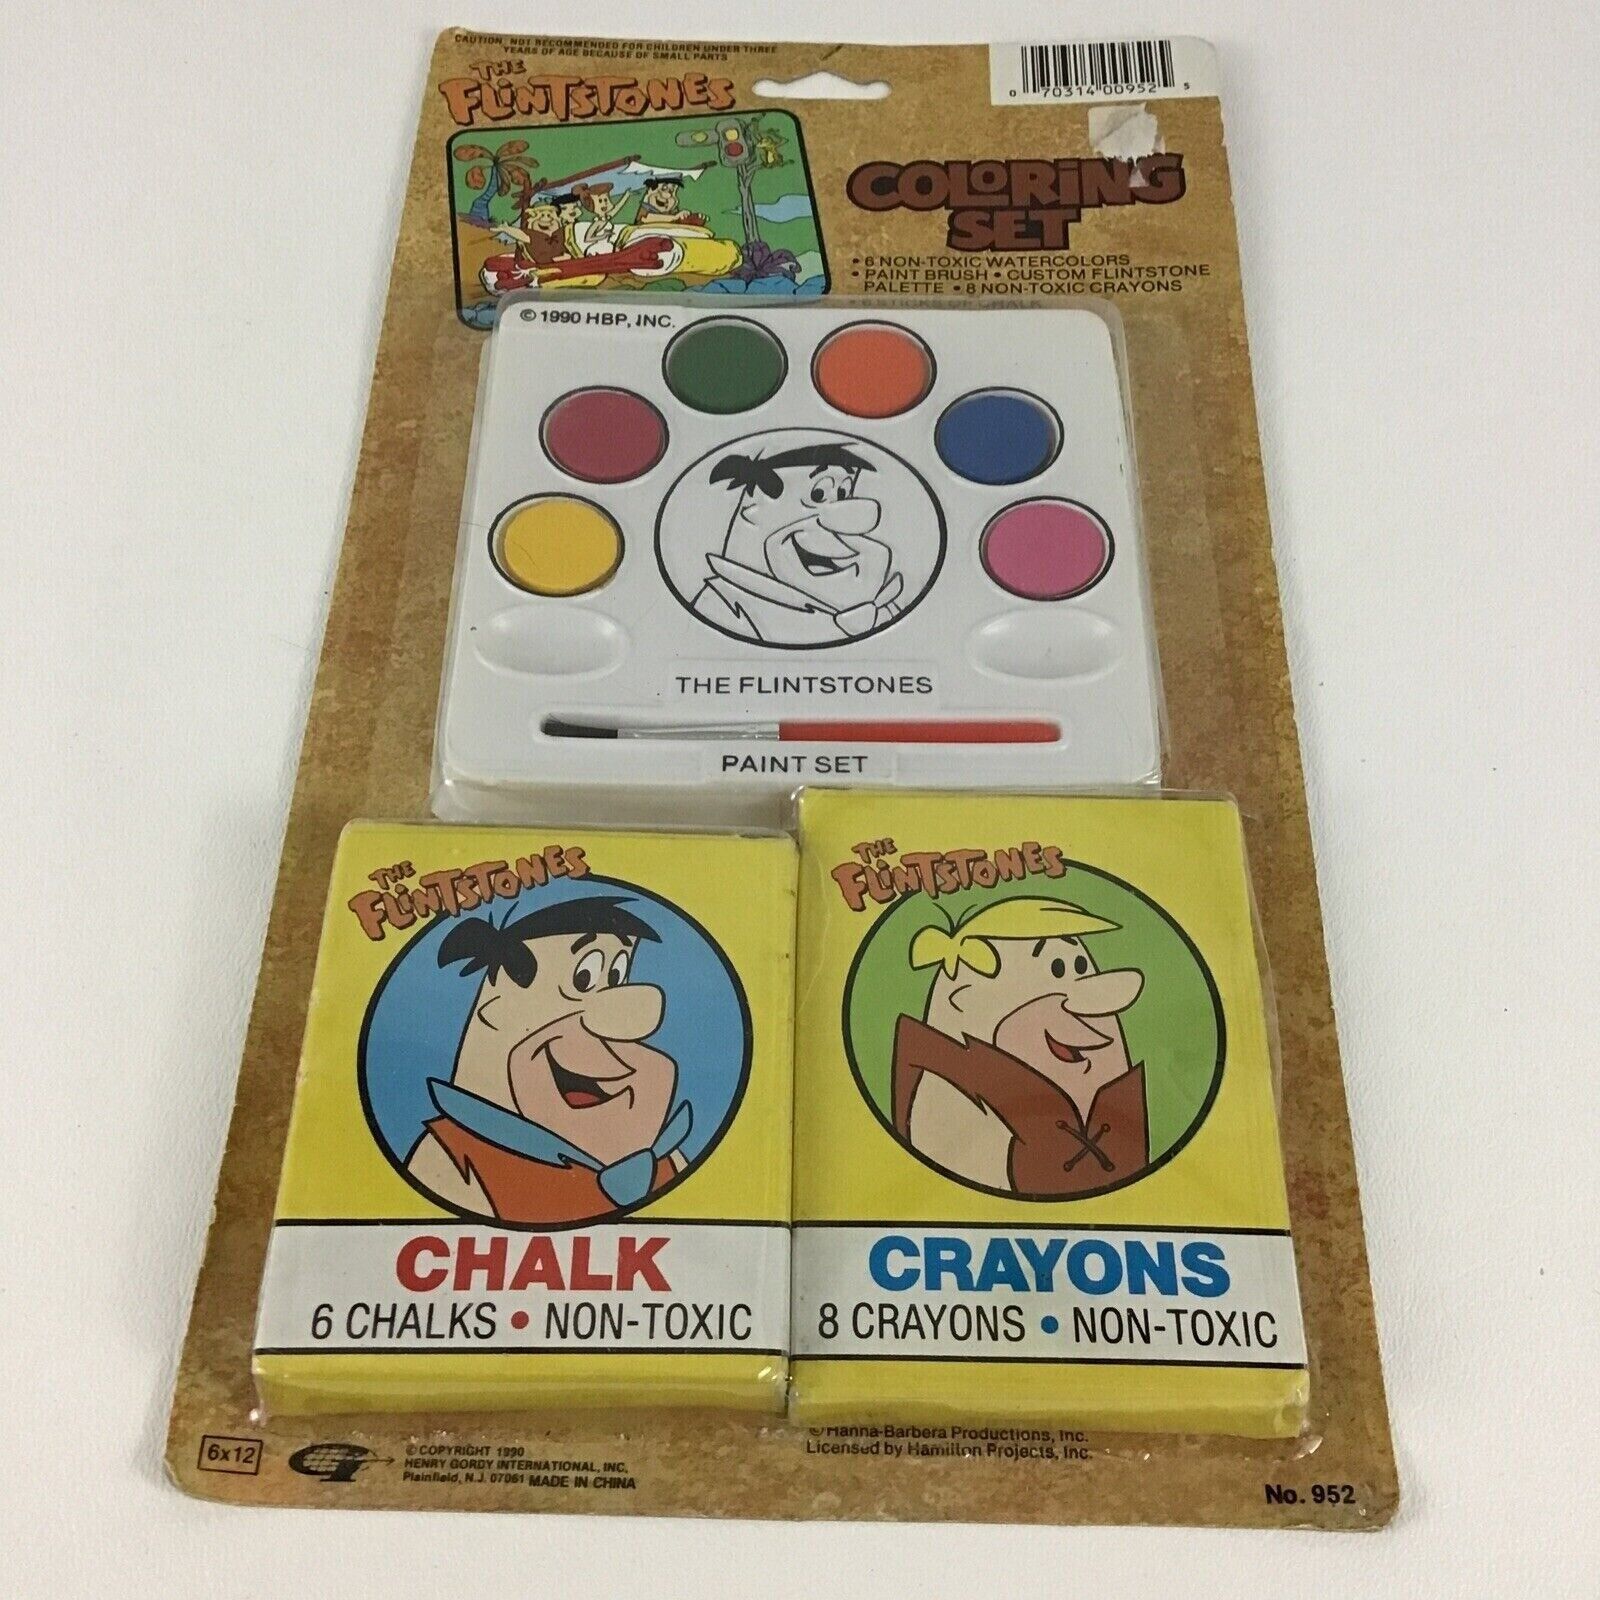 CAUTION: NOT RECOMMENDED FOR CHILDREN UNDER THREE
YEARS OF AGE BECAUSE OF SMALL PARTS
THE
FLINTSTONES
0 70314 00952 5
COLORING
SET
• 6 NON-TOXIC WATERCOLORS
• PAINT BRUSH • CUSTOM FLINTSTONE
PALETTE • 8 NON-TOXIC CRAYONS
• 6 STICKS OF CHALK
© 1990 HBP, INC.
THE FLINTSTONES
PAINT SET
THE
FLINTSTONES
CHALK
6 CHALKS • NON-TOXIC
THE
FLINTSTONES
CRAYONS
8 CRAYONS • NON-TOXIC
6x12
© COPYRIGHT 1990
HENRY GORDY INTERNATIONAL, INC.
Plainfield, N.J. 07061 MADE IN CHINA
© Hanna-Barbera Productions, Inc.
Licensed by Hamilton Projects, Inc.
No. 952